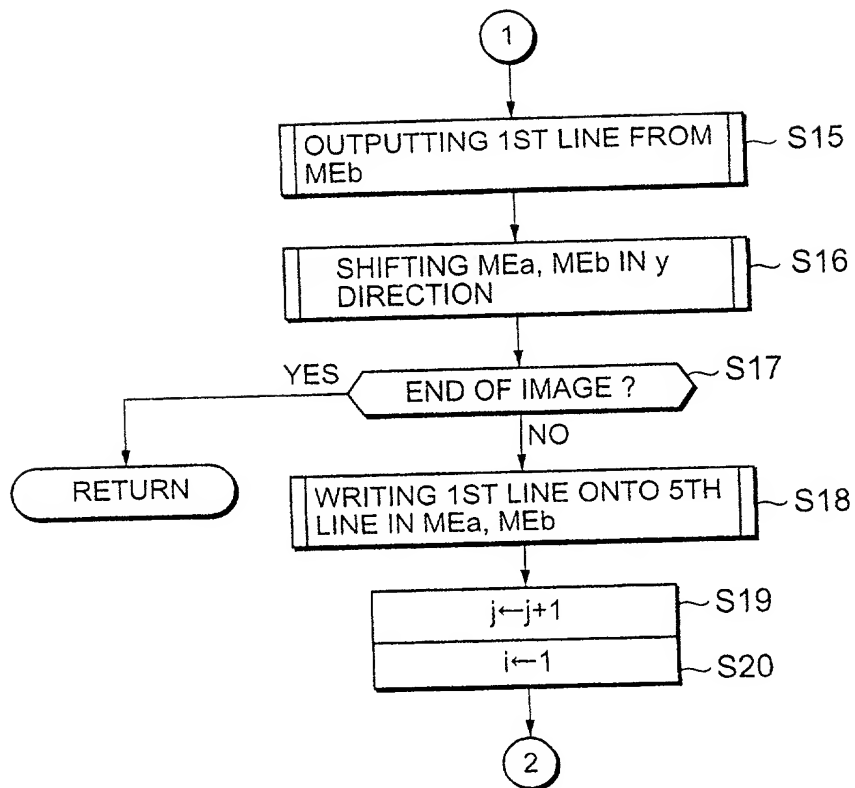 1
OUTPUTTING 1ST LINE FROM
MEb
S15
SHIFTING MEa, MEb IN y
DIRECTION
S16
END OF IMAGE ?
S17
YES
NO
RETURN
WRITING 1ST LINE ONTO 5TH
LINE IN MEa, MEb
S18
j←j+1
S19
i←1
S20
2